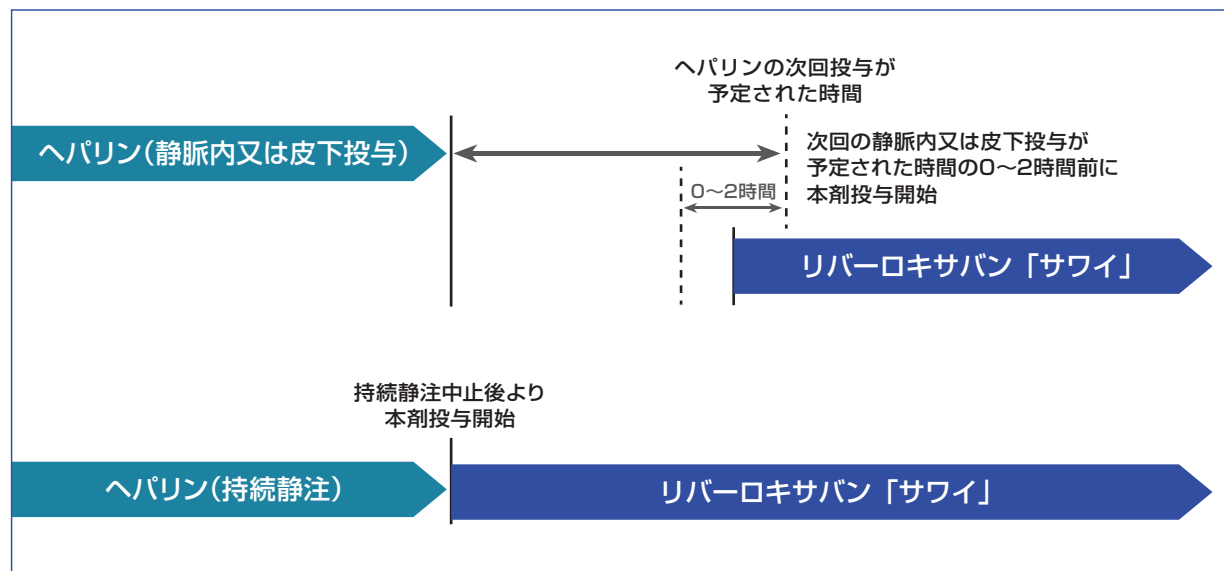 ヘパリンの次回投与が
予定された時間
ヘパリン（静脈内又は皮下投与）
次回の静脈内又は皮下投与が
予定された時間の0～2時間前に
本剤投与開始
0～2時間
リバーロキサバン「サワイ」
持続静注中止後より
本剤投与開始
ヘパリン（持続静注）
リバーロキサバン「サワイ」